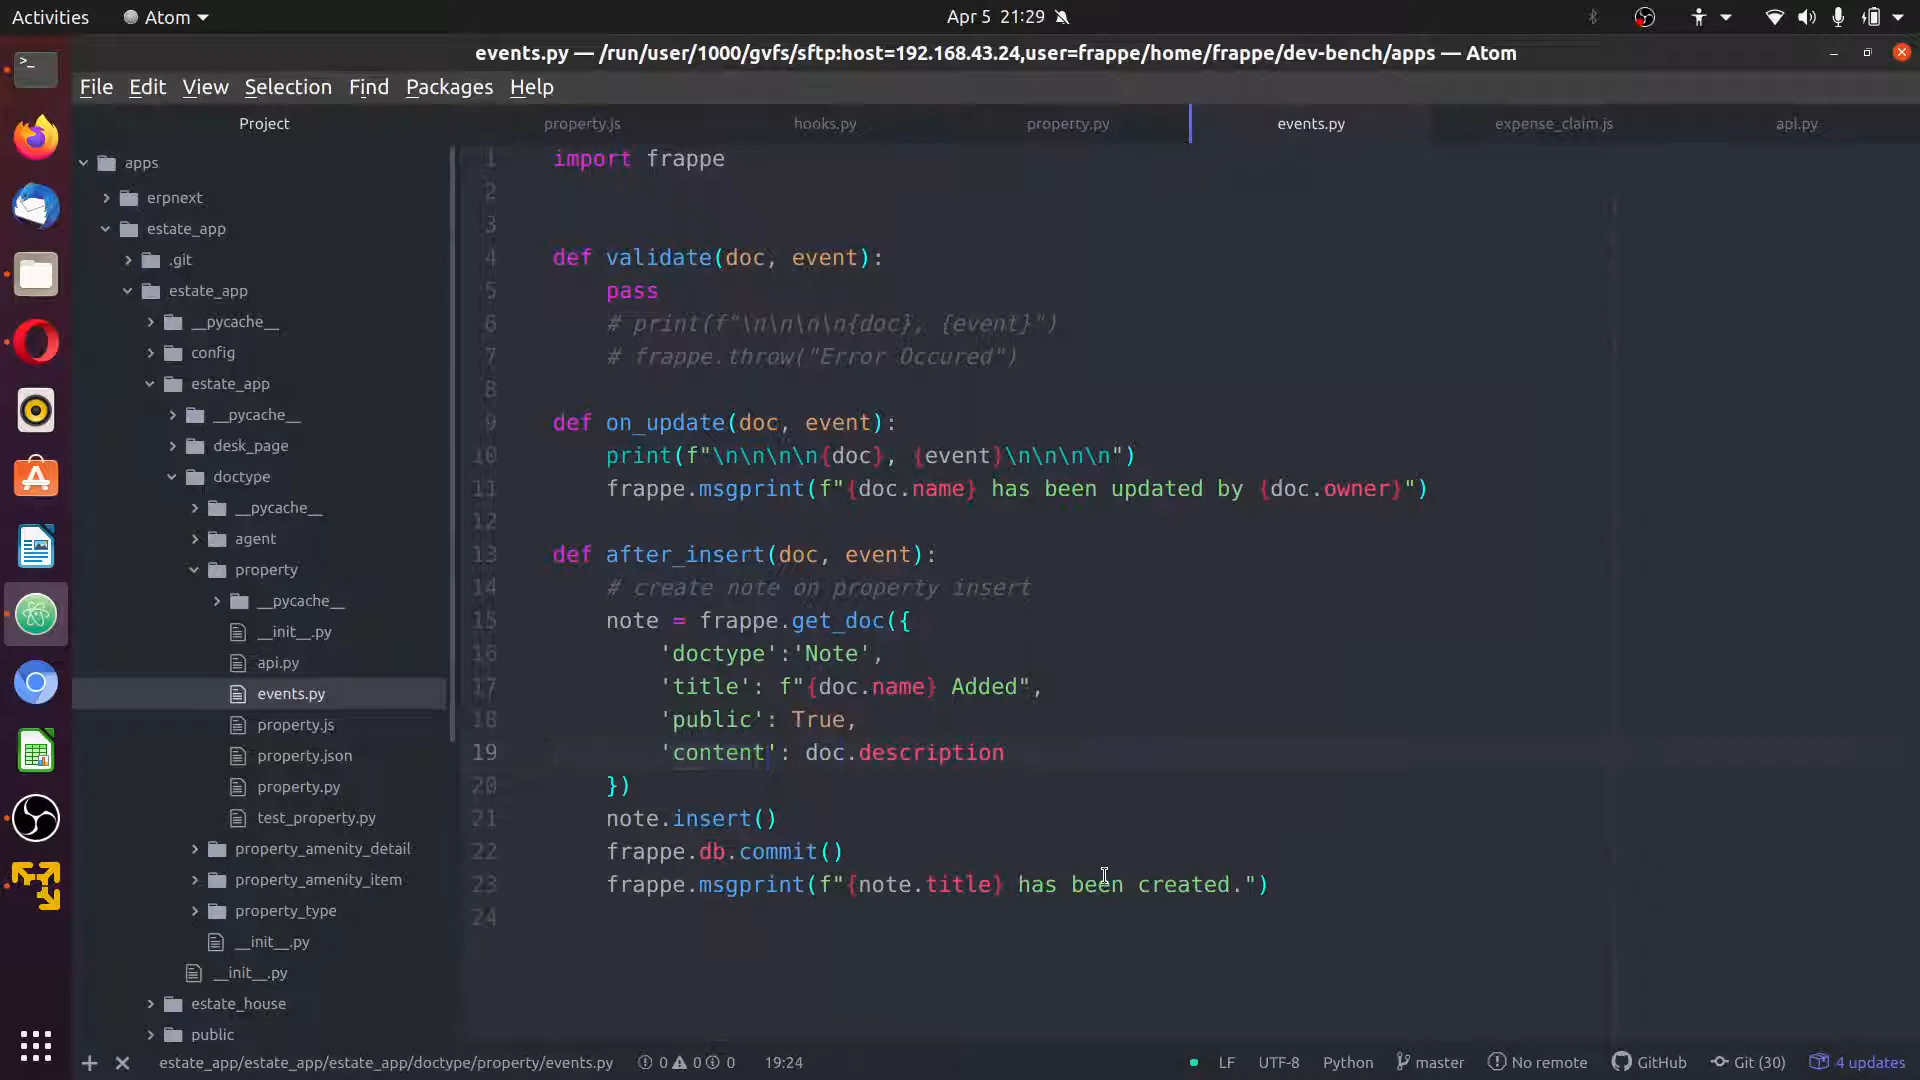 Activities
Atom
Apr 5 21:29
events.py — /run/user/1000/gvfs/sftp:host=192.168.43.24,user=frappe/home/frappe/dev-bench/apps — Atom
File Edit View Selection Find Packages Help
Project
property.js
hooks.py
property.py
events.py
expense_claim.js
api.py
apps
erpnext
estate_app
.git
estate_app
__pycache__
config
estate_app
__pycache__
desk_page
doctype
__pycache__
agent
property
__pycache__
__init__.py
api.py
events.py
property.js
property.json
property.py
test_property.py
property_amenity_detail
property_amenity_item
property_type
__init__.py
__init__.py
estate_house
public
1 import frappe
2
3
4 def validate(doc, event):
5 pass
6 # print(f"\n\n\n\n{doc}, {event}")
7 # frappe.throw("Error Occured")
8
9 def on_update(doc, event):
10 print(f"\n\n\n\n{doc}, {event}\n\n\n\n")
11 frappe.msgprint(f"{doc.name} has been updated by {doc.owner}")
12
13 def after_insert(doc, event):
14 # create note on property insert
15 note = frappe.get_doc({
16 'doctype':'Note',
17 'title': f"{doc.name} Added",
18 'public': True,
19 'content': doc.description
20 })
21 note.insert()
22 frappe.db.commit()
23 frappe.msgprint(f"{note.title} has been created.")
24
estate_app/estate_app/estate_app/doctype/property/events.py 0 0 0 19:24 LF UTF-8 Python master No remote GitHub Git (30) 4 updates